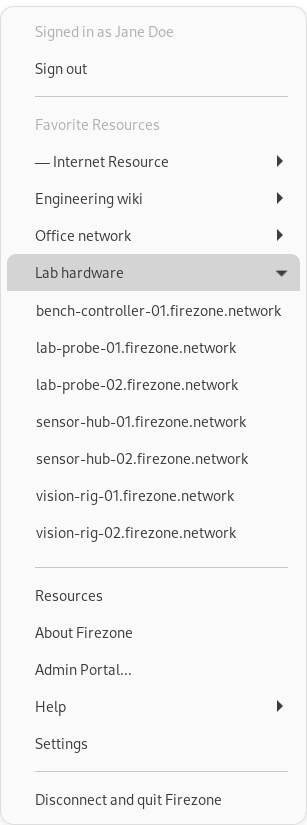 Signed in as Jane Doe
Sign out
Favorite Resources
— Internet Resource
Engineering wiki
Office network
Lab hardware
bench-controller-01.firezone.network
lab-probe-01.firezone.network
lab-probe-02.firezone.network
sensor-hub-01.firezone.network
sensor-hub-02.firezone.network
vision-rig-01.firezone.network
vision-rig-02.firezone.network
Resources
About Firezone
Admin Portal...
Help
Settings
Disconnect and quit Firezone